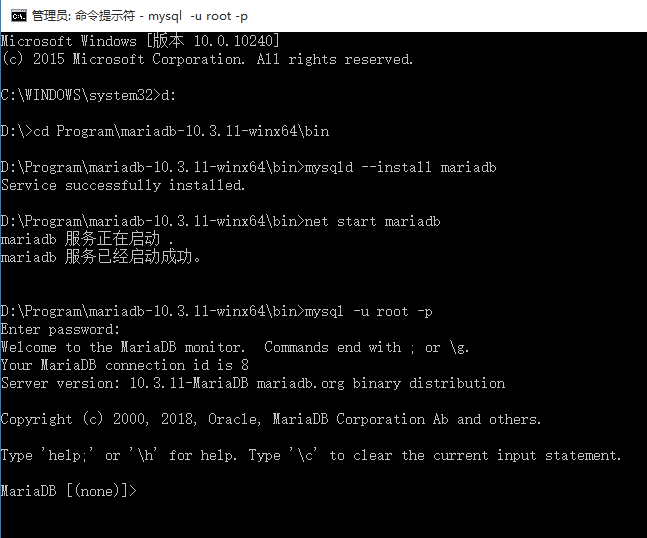 管理员: 命令提示符 - mysql -u root -p
Microsoft Windows [版本 10.0.10240]
(c) 2015 Microsoft Corporation. All rights reserved.
C:\WINDOWS\system32>d:
D:\>cd Program\mariadb-10.3.11-winx64\bin
D:\Program\mariadb-10.3.11-winx64\bin>mysqld --install mariadb
Service successfully installed.
D:\Program\mariadb-10.3.11-winx64\bin>net start mariadb
mariadb 服务正在启动 .
mariadb 服务已经启动成功。
D:\Program\mariadb-10.3.11-winx64\bin>mysql -u root -p
Enter password:
Welcome to the MariaDB monitor.  Commands end with ; or \g.
Your MariaDB connection id is 8
Server version: 10.3.11-MariaDB mariadb.org binary distribution
Copyright (c) 2000, 2018, Oracle, MariaDB Corporation Ab and others.
Type 'help;' or '\h' for help. Type '\c' to clear the current input statement.
MariaDB [(none)]>